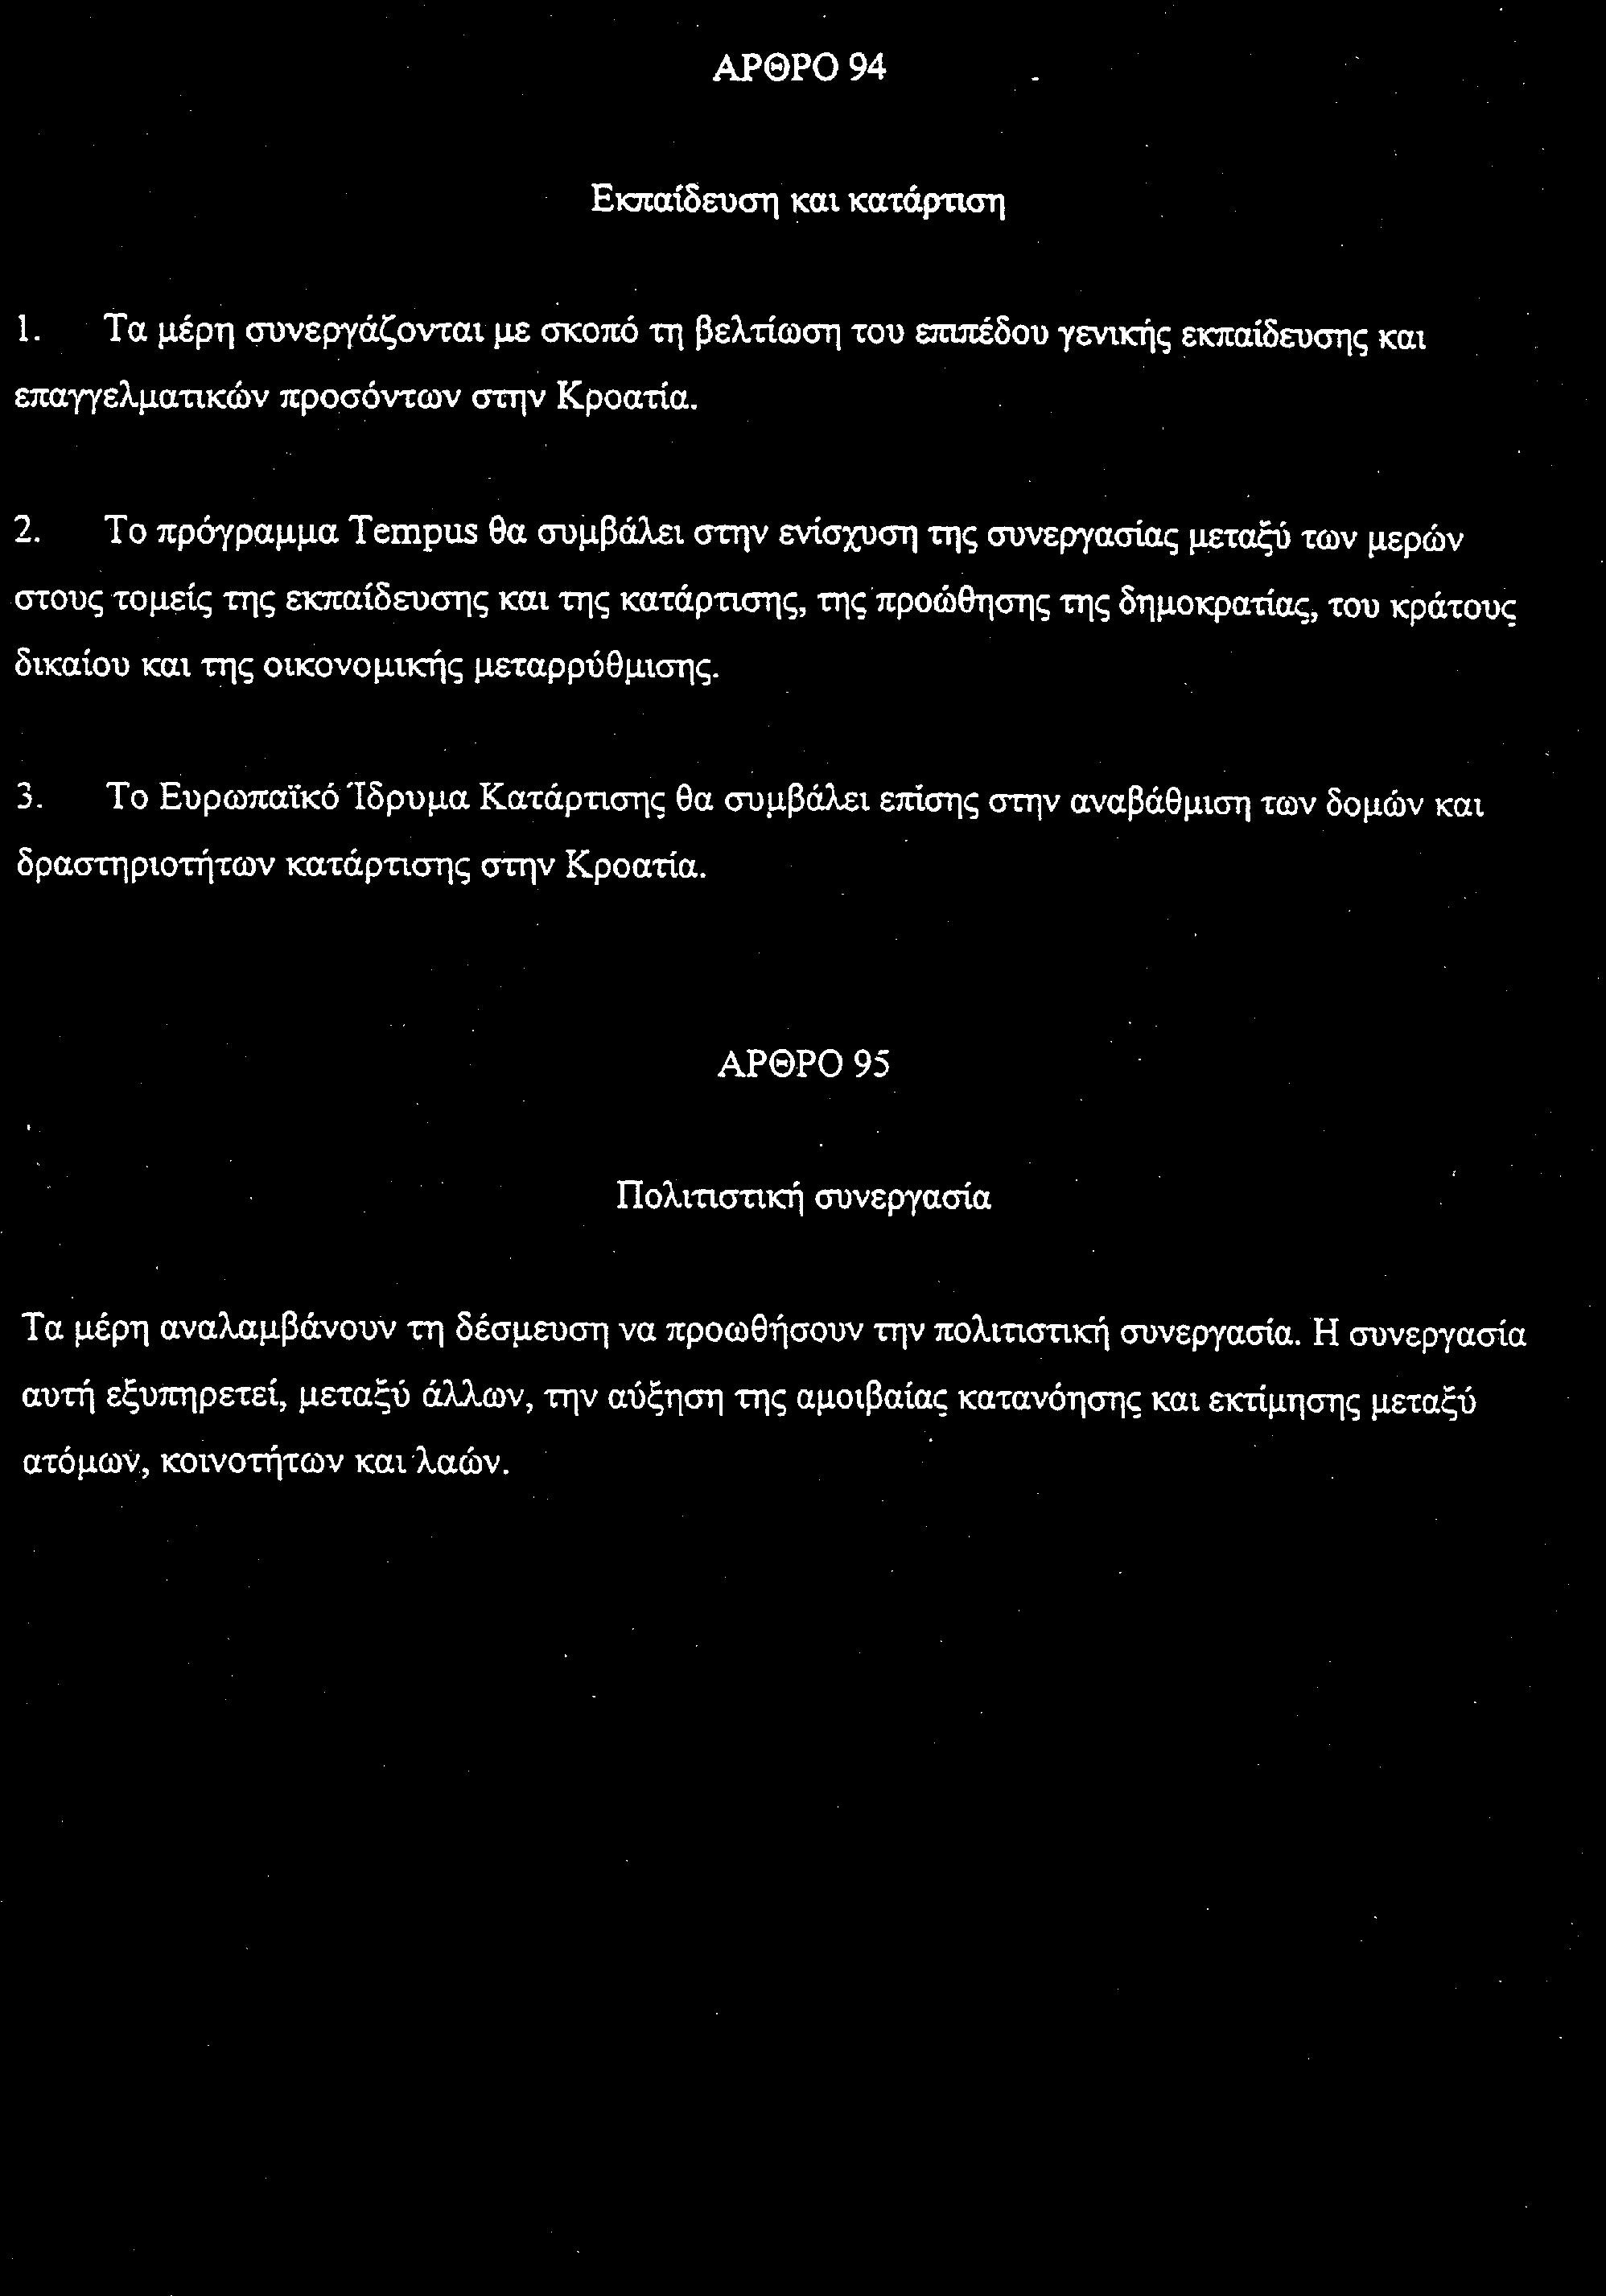 ΑΡΘΡΟ 94
Εκπαίδευση και κατάρτιση
1. Τα μέρη συνεργάζονται με σκοπό τη βελτίωση του επιπέδου γενικής εκπαίδευσης και
επαγγελματικών προσόντων στην Κροατία.
2. Το πρόγραμμα Tempus θα συμβάλει στην ενίσχυση της συνεργασίας μεταξύ των μερών
στους τομείς της εκπαίδευσης και της κατάρτισης, της προώθησης της δημοκρατίας, του κράτους
δικαίου και της οικονομικής μεταρρύθμισης.
3. Το Ευρωπαϊκό Ίδρυμα Κατάρτισης θα συμβάλει επίσης στην αναβάθμιση των δομών και
δραστηριοτήτων κατάρτισης στην Κροατία.
ΑΡΘΡΟ 95
Πολιτιστική συνεργασία
Τα μέρη αναλαμβάνουν τη δέσμευση να προωθήσουν την πολιτιστική συνεργασία. Η συνεργασία
αυτή εξυπηρετεί, μεταξύ άλλων, την αύξηση της αμοιβαίας κατανόησης και εκτίμησης μεταξύ
ατόμων, κοινοτήτων και λαών.